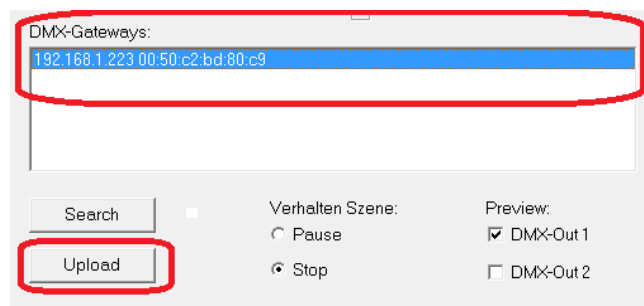 DMX-Gateways:
192.168.1.223 00:50:c2:bd:80:c9
Search
Verhalten Szene:
Preview:
Pause
DMX-Out 1
Upload
Stop
DMX-Out 2